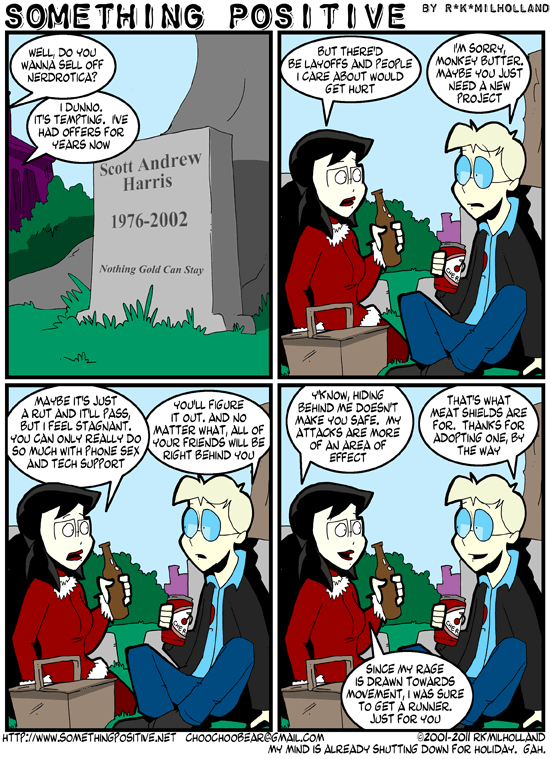 SOMETHING POSITIVE BY R*K*MILHOLLAND
WELL, DO YOU
WANNA SELL OFF
NERDROTICA?
I DUNNO.
IT'S TEMPTING. I'VE
HAD OFFERS FOR
YEARS NOW
Scott Andrew
Harris
1976-2002
Nothing Gold Can Stay
BUT THERE'D
BE LAYOFFS AND PEOPLE
I CARE ABOUT WOULD
GET HURT
I'M SORRY,
MONKEY BUTTER.
MAYBE YOU JUST
NEED A NEW
PROJECT
CHER
MAYBE IT'S JUST
A RUT AND IT'LL PASS,
BUT I FEEL STAGNANT.
YOU CAN ONLY REALLY DO
SO MUCH WITH PHONE SEX
AND TECH SUPPORT
YOU'LL FIGURE
IT OUT. AND NO
MATTER WHAT, ALL OF
YOUR FRIENDS WILL BE
RIGHT BEHIND YOU
CHER
Y'KNOW, HIDING
BEHIND ME DOESN'T
MAKE YOU SAFE. MY
ATTACKS ARE MORE
OF AN AREA OF
EFFECT
THAT'S WHAT
MEAT SHIELDS ARE
FOR. THANKS FOR
ADOPTING ONE, BY
THE WAY
CHER
SINCE MY RAGE
IS DRAWN TOWARDS
MOVEMENT, I WAS SURE
TO GET A RUNNER.
JUST FOR YOU
HTTP://WWW.SOMETHINGPOSITIVE.NET CHOOCHOOBEAR@GMAIL.COM ©2001-2011 RKMILHOLLAND
MY MIND IS ALREADY SHUTTING DOWN FOR HOLIDAY. GAH.